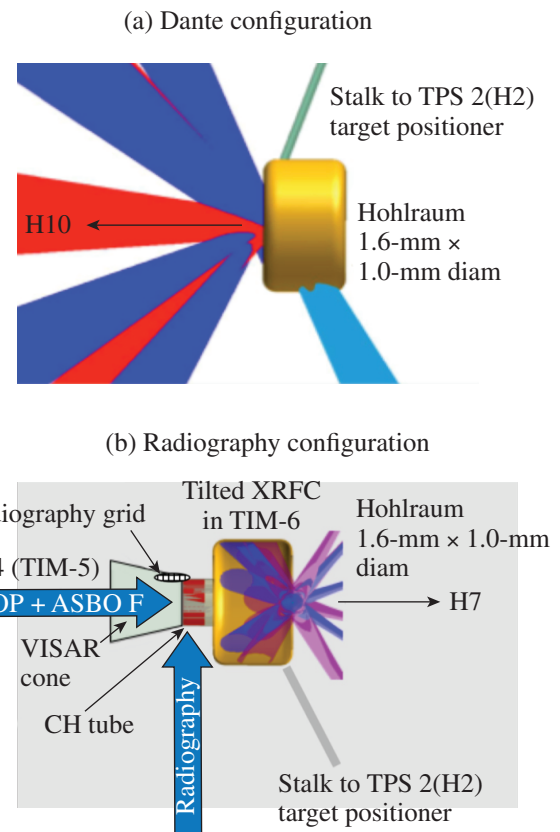 (a) Dante configuration
Stalk to TPS 2(H2)
target positioner
H10
Hohlraum
1.6-mm ×
1.0-mm diam
(b) Radiography configuration
Tilted XRFC
in TIM-6
Hohlraum
1.6-mm × 1.0-mm
diam
iography grid
4 (TIM-5)
OP + ASBO F
H7
VISAR
cone
CH tube
Radiography
Stalk to TPS 2(H2)
target positioner